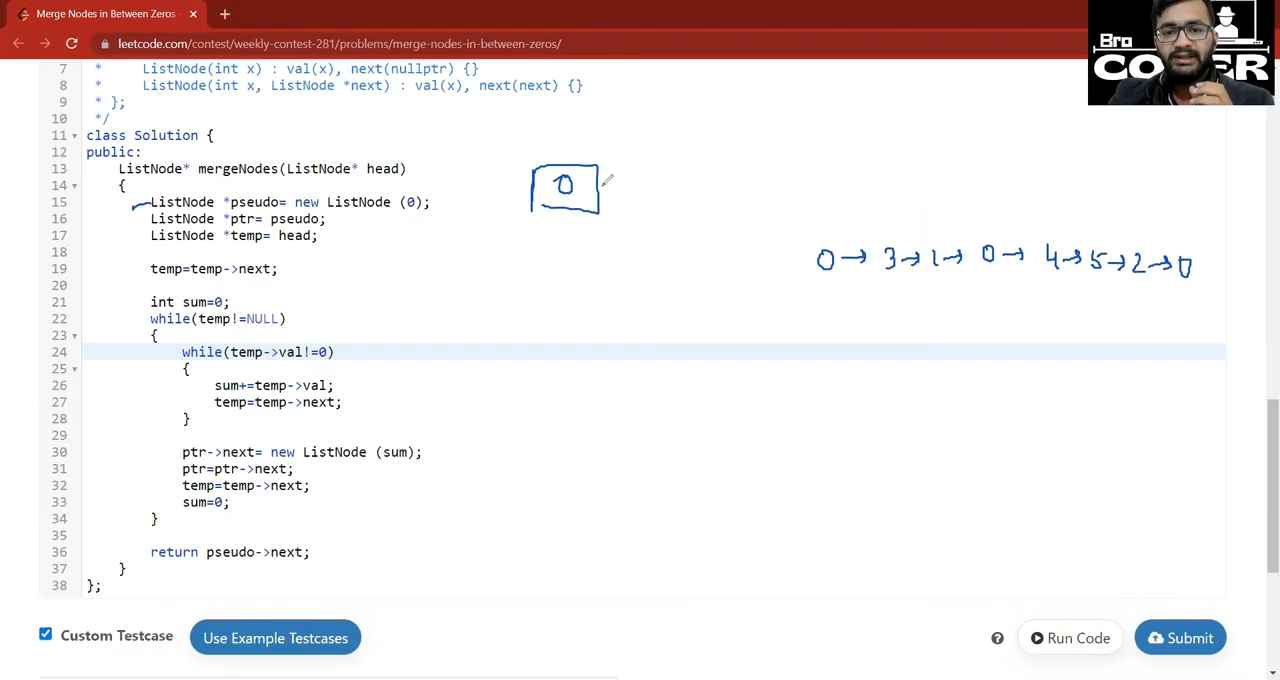 Merge Nodes in Between Zeros -
leetcode.com/contest/weekly-contest-281/problems/merge-nodes-in-between-zeros/
Bro
CODER
7 * ListNode(int x) : val(x), next(nullptr) {}
8 * ListNode(int x, ListNode *next) : val(x), next(next) {}
9 * };
10 */
11 class Solution {
12 public:
13 ListNode* mergeNodes(ListNode* head)
14 {
15 ListNode *pseudo= new ListNode (0);
16 ListNode *ptr= pseudo;
17 ListNode *temp= head;
18
19 temp=temp->next;
20
21 int sum=0;
22 while(temp!=NULL)
23 {
24 while(temp->val!=0)
25 {
26 sum+=temp->val;
27 temp=temp->next;
28 }
29
30 ptr->next= new ListNode (sum);
31 ptr=ptr->next;
32 temp=temp->next;
33 sum=0;
34 }
35
36 return pseudo->next;
37 }
38 };
0
0 → 3 → 1 → 0 → 4 → 5 → 2 → 0
Custom Testcase
Use Example Testcases
?
Run Code
Submit